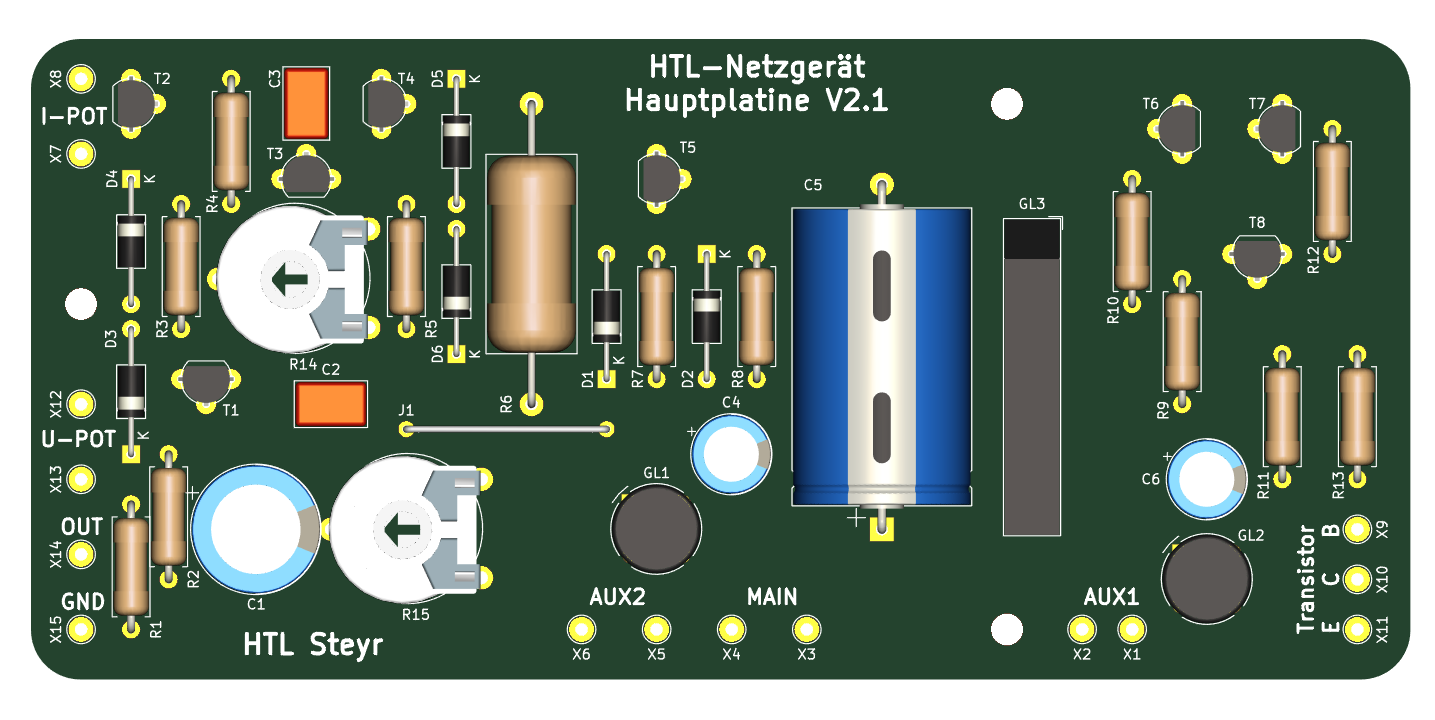 HTL-Netzgerät
Hauptplatine V2.1
X8
T2
C3
T4
D5
K
I-POT
X7
T3
T5
T6
T7
D4
K
R4
C5
GL3
T8
R12
R3
R14
R5
D6
K
R10
D3
C2
D1
K
R7
D2
K
R8
X12
T1
R6
J1
C4
+
R9
U-POT
K
X13
+
GL1
+
+
C6
R11
R13
OUT
X14
R2
C1
R15
GL2
Transistor
B
X9
C
X10
E
X11
GND
X15
R1
HTL Steyr
AUX2
MAIN
AUX1
X6
X5
X4
X3
X2
X1